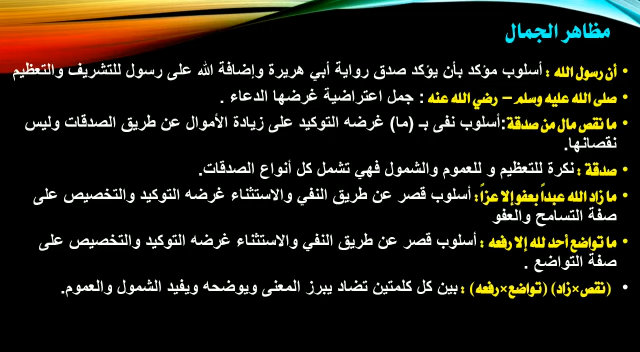 مظاهر الجمال
• أن رسول الله : أسلوب مؤكد بأن يؤكد صدق رواية أبي هريرة وإضافة الله على رسول للتشريف والتعظيم
• صلى الله عليه وسلم – رضي الله عنه : جمل اعتراضية غرضها الدعاء .
• ما نقص مال من صدقة:أسلوب نفى بـ (ما) غرضه التوكيد على زيادة الأموال عن طريق الصدقات وليس
نقصانها.
• صدقة : نكرة للتعظيم و للعموم والشمول فهي تشمل كل أنواع الصدقات.
• ما زاد الله عبداً بعفو إلا عزاً: أسلوب قصر عن طريق النفي والاستثناء غرضه التوكيد والتخصيص على
صفة التسامح والعفو
• ما تواضع أحد لله إلا رفعه : أسلوب قصر عن طريق النفي والاستثناء غرضه التوكيد والتخصيص على
صفة التواضع .
• (نقص×زاد) (تواضع×رفعه) : بين كل كلمتين تضاد يبرز المعنى ويوضحه ويفيد الشمول والعموم.